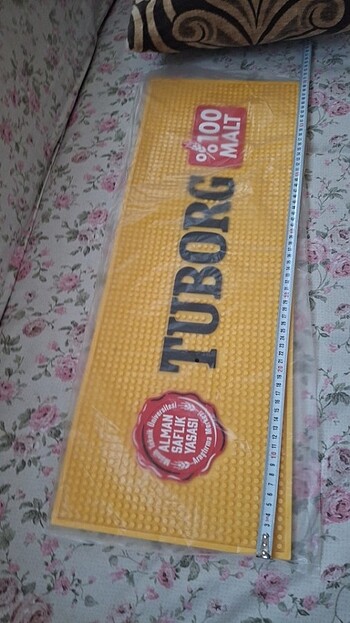 %100
MALT
TUBORG
ALMAN
SAFLIK
YASASI